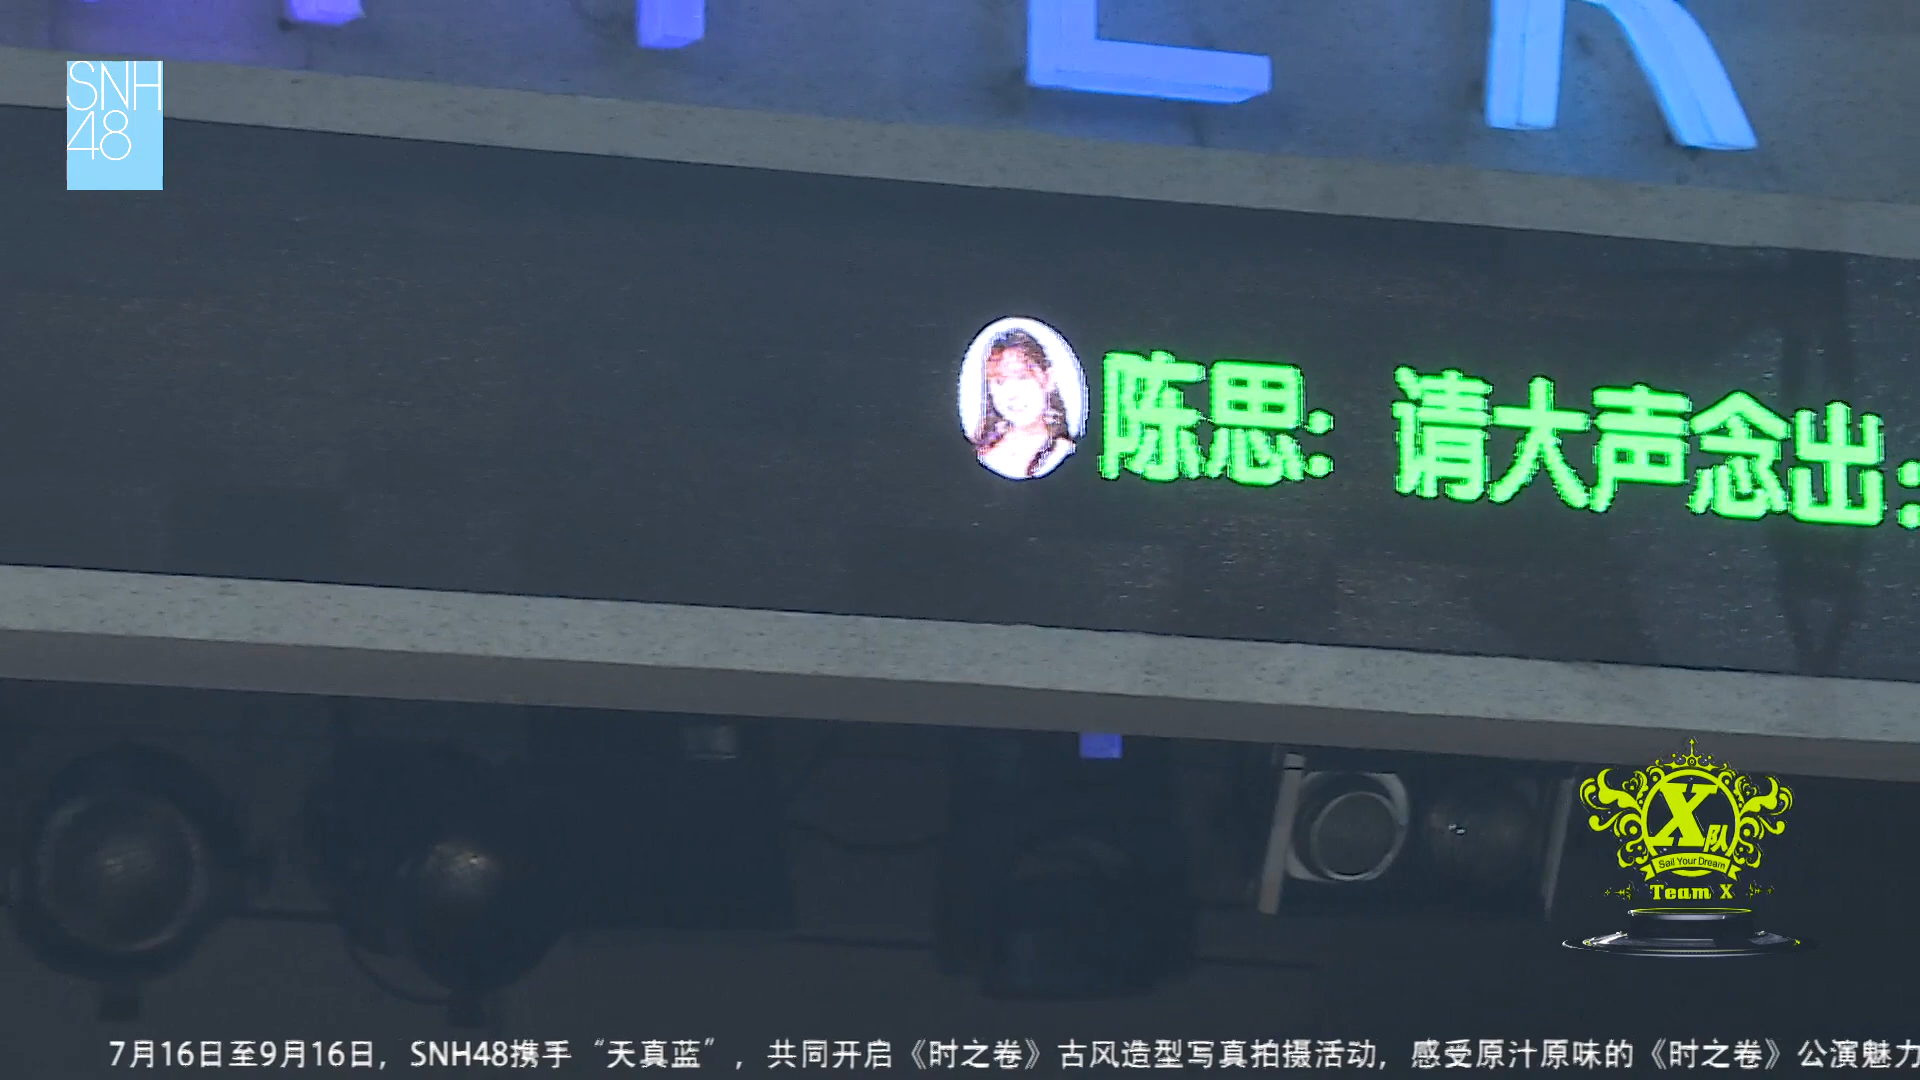 SNH
48
陈思: 请大声念出:
X队
Sail Your Dream
Team X
7月16日至9月16日，SNH48携手“天真蓝”，共同开启《时之卷》古风造型写真拍摄活动，感受原汁原味的《时之卷》公演魅力